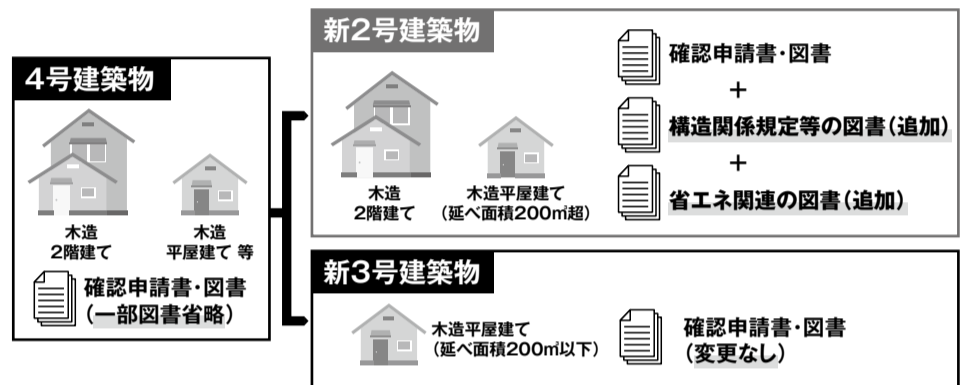 4号建築物
木造
2階建て
木造
平屋建て 等
確認申請書・図書
(一部図書省略)
新2号建築物
木造
2階建て
木造平屋建て
(延べ面積200㎡超)
確認申請書・図書
+
構造関係規定等の図書(追加)
+
省エネ関連の図書(追加)
新3号建築物
木造平屋建て
(延べ面積200㎡以下)
確認申請書・図書
(変更なし)